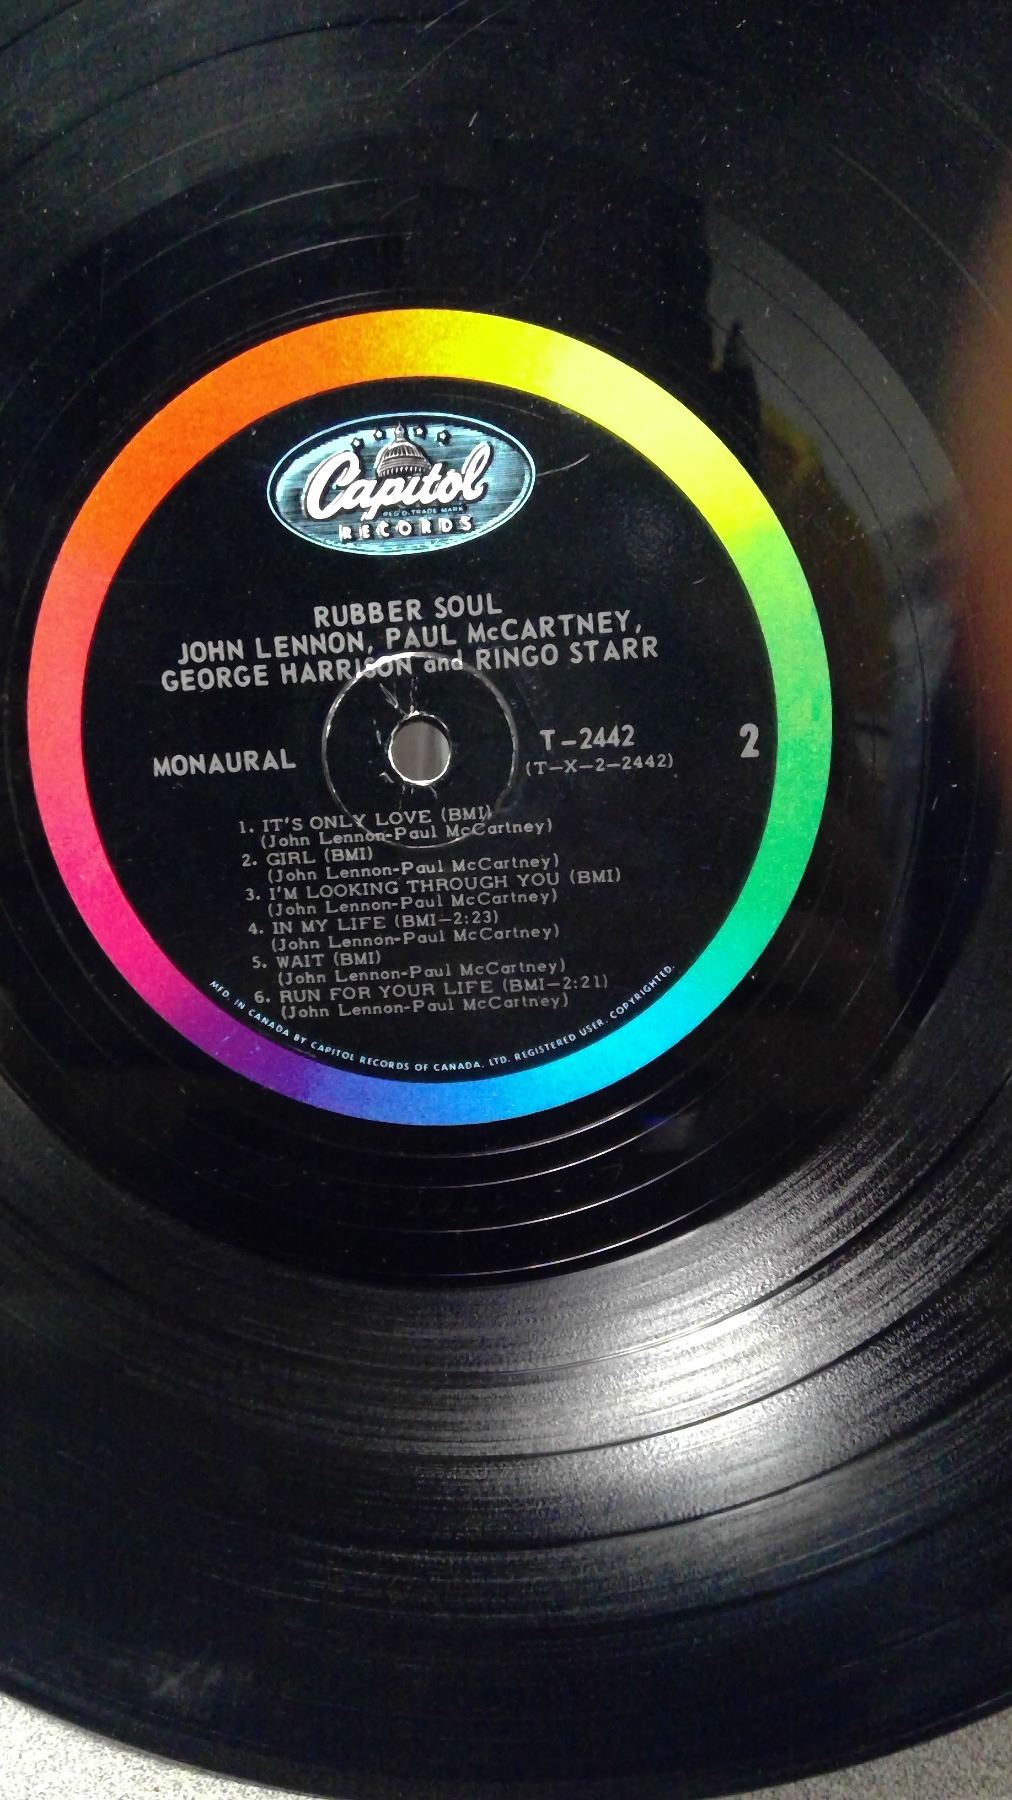 Capitol
REG'D. TRADE MARK
RECORDS
RUBBER SOUL
JOHN LENNON, PAUL McCARTNEY,
GEORGE HARRISON and RINGO STARR
MONAURAL
T-2442
(T-X-2-2442)
2
1. IT'S ONLY LOVE (BMI)
(John Lennon-Paul McCartney)
2. GIRL (BMI)
(John Lennon-Paul McCartney)
3. I'M LOOKING THROUGH YOU (BMI)
(John Lennon-Paul McCartney)
4. IN MY LIFE (BMI-2:23)
(John Lennon-Paul McCartney)
5. WAIT (BMI)
(John Lennon-Paul McCartney)
6. RUN FOR YOUR LIFE (BMI-2:21)
(John Lennon-Paul McCartney)
MFD. IN CANADA BY CAPITOL RECORDS OF CANADA, LTD. REGISTERED USER. COPYRIGHTED.